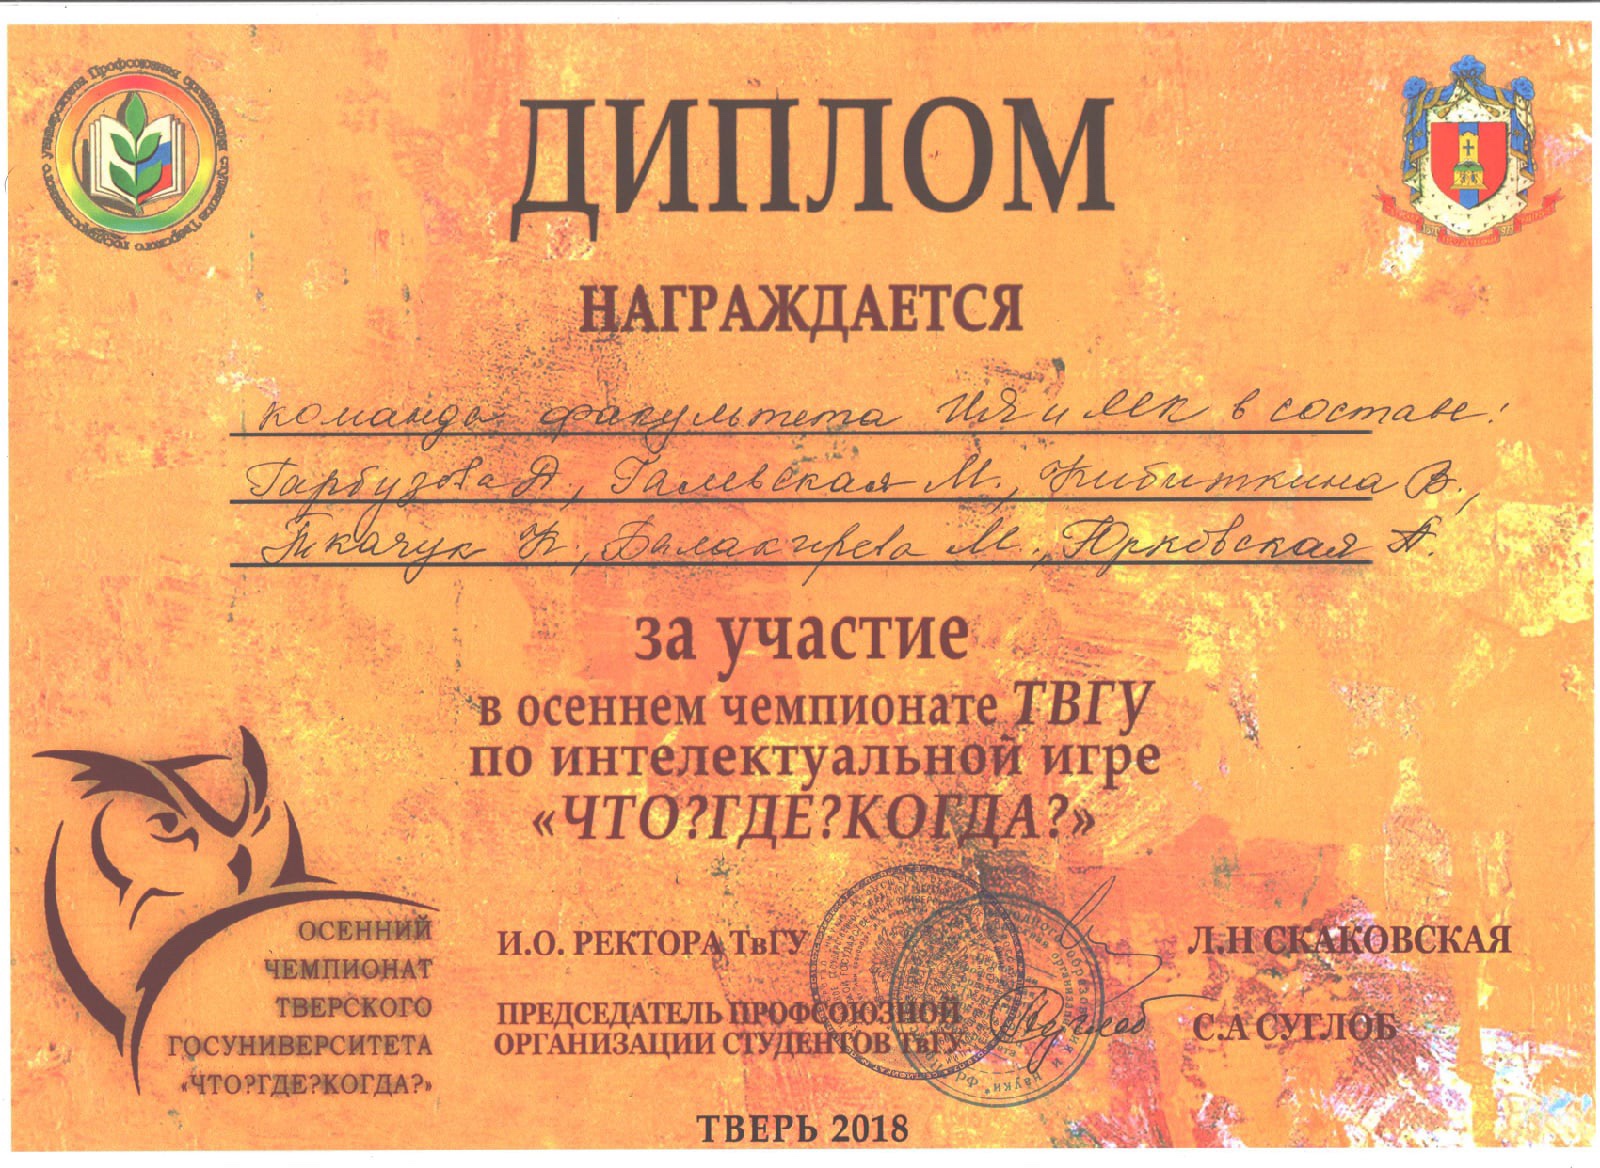 ДИПЛОМ
НАГРАЖДАЕТСЯ
команда факультета ИЯ и МК в составе:
Гарбузова Д., Галевская М., Кибиткина В.,
Ткачук К., Балакирева М., Юрковская А.
за участие
в осеннем чемпионате ТВГУ
по интелектуальной игре
«ЧТО?ГДЕ?КОГДА?»
ОСЕННИЙ
ЧЕМПИОНАТ
ТВЕРСКОГО
ГОСУНИВЕРСИТЕТА
«ЧТО?ГДЕ?КОГДА?»
И.О. РЕКТОРА ТвГУ
Л.Н СКАКОВСКАЯ
ПРЕДСЕДАТЕЛЬ ПРОФСОЮЗНОЙ
ОРГАНИЗАЦИИ СТУДЕНТОВ ТвГУ
С.А СУГЛОБ
ТВЕРЬ 2018